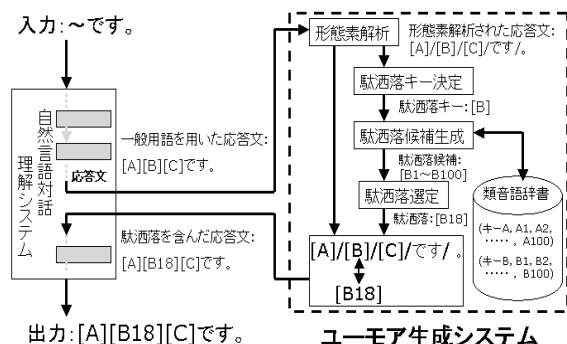 入力:~です。
自然言語対話
理解システム
応答文
一般用語を用いた応答文:
[A][B][C]です。
駄洒落を含んだ応答文:
[A][B18][C]です。
出力:[A][B18][C]です。
形態素解析
形態素解析された応答文:
[A]/[B]/[C]/です/。
駄洒落キー決定
駄洒落キー:[B]
駄洒落候補生成
駄洒落候補:
[B1~B100]
駄洒落選定
駄洒落:[B18]
類音語辞書
(キーA, A1, A2,
……, A100)
(キーB, B1, B2,
……, B100)
[A]/[B]/[C]/です/。
[B18]
ユーモア生成システム